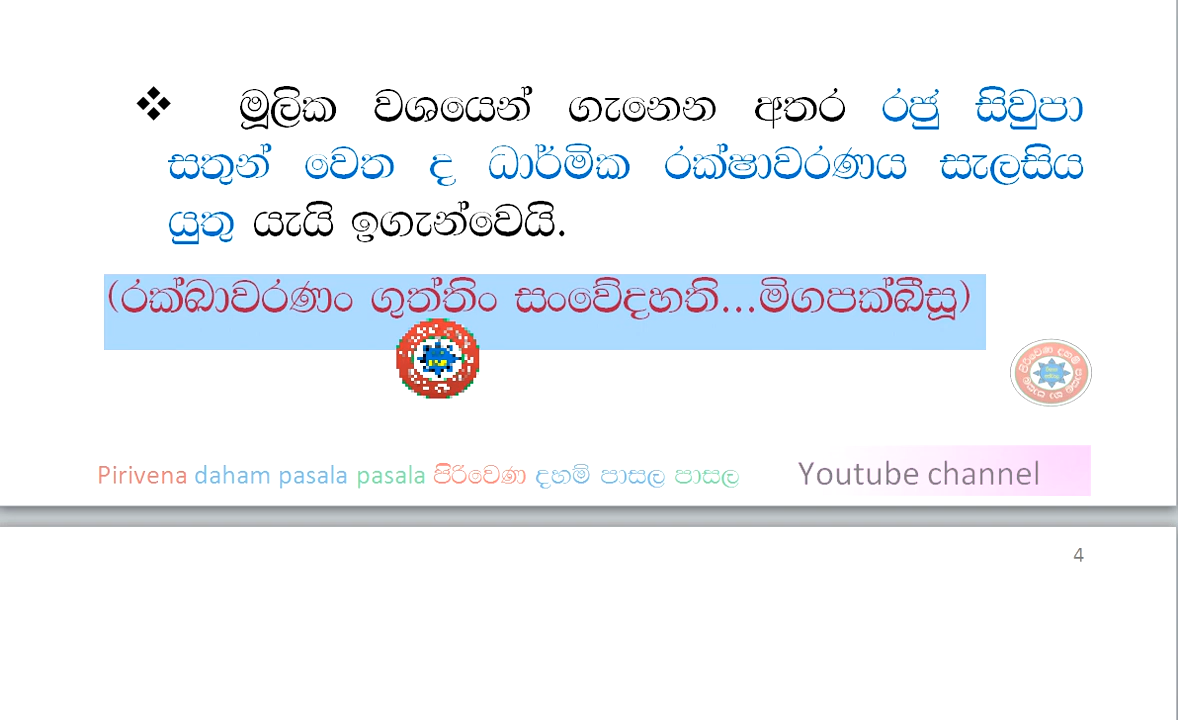 ❖ මූලික වශයෙන් ගැනෙන අතර රජු සිවුපා
සතුන් වෙත ද ධාර්මික රක්ෂාවරණය සැලසිය
යුතු යැයි ඉගැන්වෙයි.
(රක්ඛාවරණං ගුත්තිං සංවේදහති...මිගපක්ඛීසූ)
Pirivena daham pasala pasala පිරිවෙණ දහම් පාසල පාසල Youtube channel
4